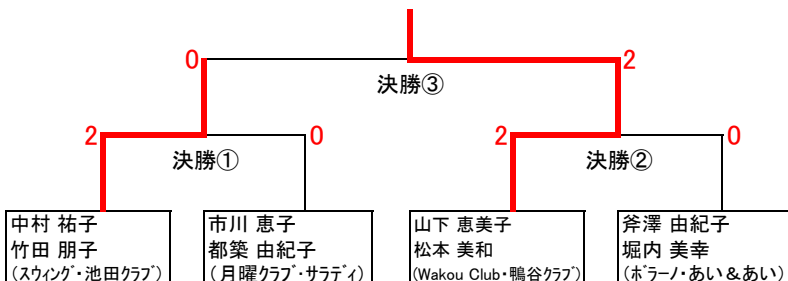 0
2
決勝③
2
0
2
0
決勝①
決勝②
中村 祐子
竹田 朋子
(スウィング・池田クラブ)
市川 恵子
都築 由紀子
(月曜クラブ・サラディ)
山下 恵美子
松本 美和
(Wakou Club・鴨谷クラブ)
斧澤 由紀子
堀内 美幸
(ボラーノ・あい&あい)